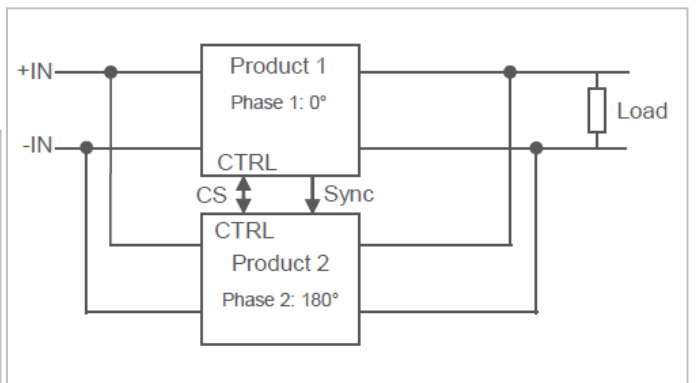 +IN
Product 1
Phase 1: 0°
Load
-IN
CTRL
CS
Sync
CTRL
Product 2
Phase 2: 180°